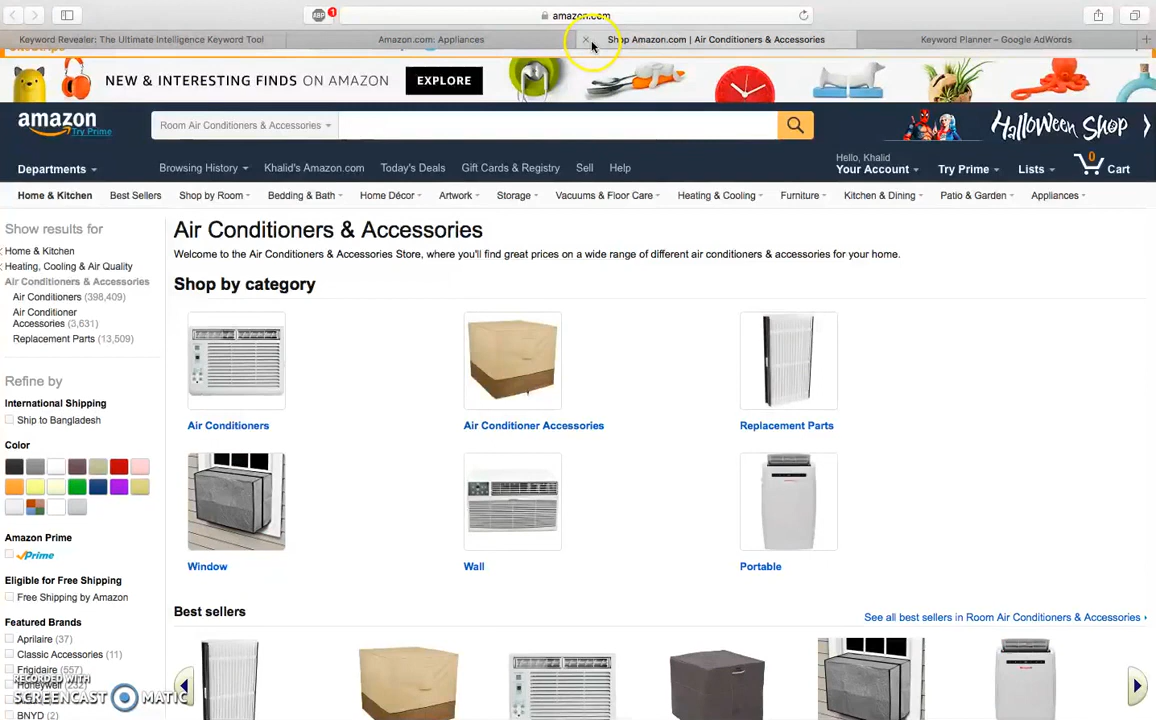 1
amazon.com
Keyword Revealer: The Ultimate Intelligence Keyword Tool
Amazon.com: Appliances
Shop Amazon.com | Air Conditioners & Accessories
Keyword Planner – Google AdWords
NEW & INTERESTING FINDS ON AMAZON
EXPLORE
amazon
Try Prime
Room Air Conditioners & Accessories
Halloween Shop
Departments
Browsing History
Khalid's Amazon.com
Today's Deals
Gift Cards & Registry
Sell
Help
Hello, Khalid
Your Account
Try Prime
Lists
0
Cart
Home & Kitchen
Best Sellers
Shop by Room
Bedding & Bath
Home Décor
Artwork
Storage
Vacuums & Floor Care
Heating & Cooling
Furniture
Kitchen & Dining
Patio & Garden
Appliances
Show results for
Home & Kitchen
Heating, Cooling & Air Quality
Air Conditioners & Accessories
Air Conditioners (398,409)
Air Conditioner
Accessories (3,631)
Replacement Parts (13,509)
Refine by
International Shipping
Ship to Bangladesh
Color
Amazon Prime
Prime
Eligible for Free Shipping
Free Shipping by Amazon
Featured Brands
Aprilaire (37)
Classic Accessories (11)
Frigidaire (557)
Honeywell (232)
BNYD (2)
RECORDED WITH
SCREENCAST MATIC
Air Conditioners & Accessories
Welcome to the Air Conditioners & Accessories Store, where you'll find great prices on a wide range of different air conditioners & accessories for your home.
Shop by category
Air Conditioners
Air Conditioner Accessories
Replacement Parts
Window
Wall
Portable
Best sellers
See all best sellers in Room Air Conditioners & Accessories